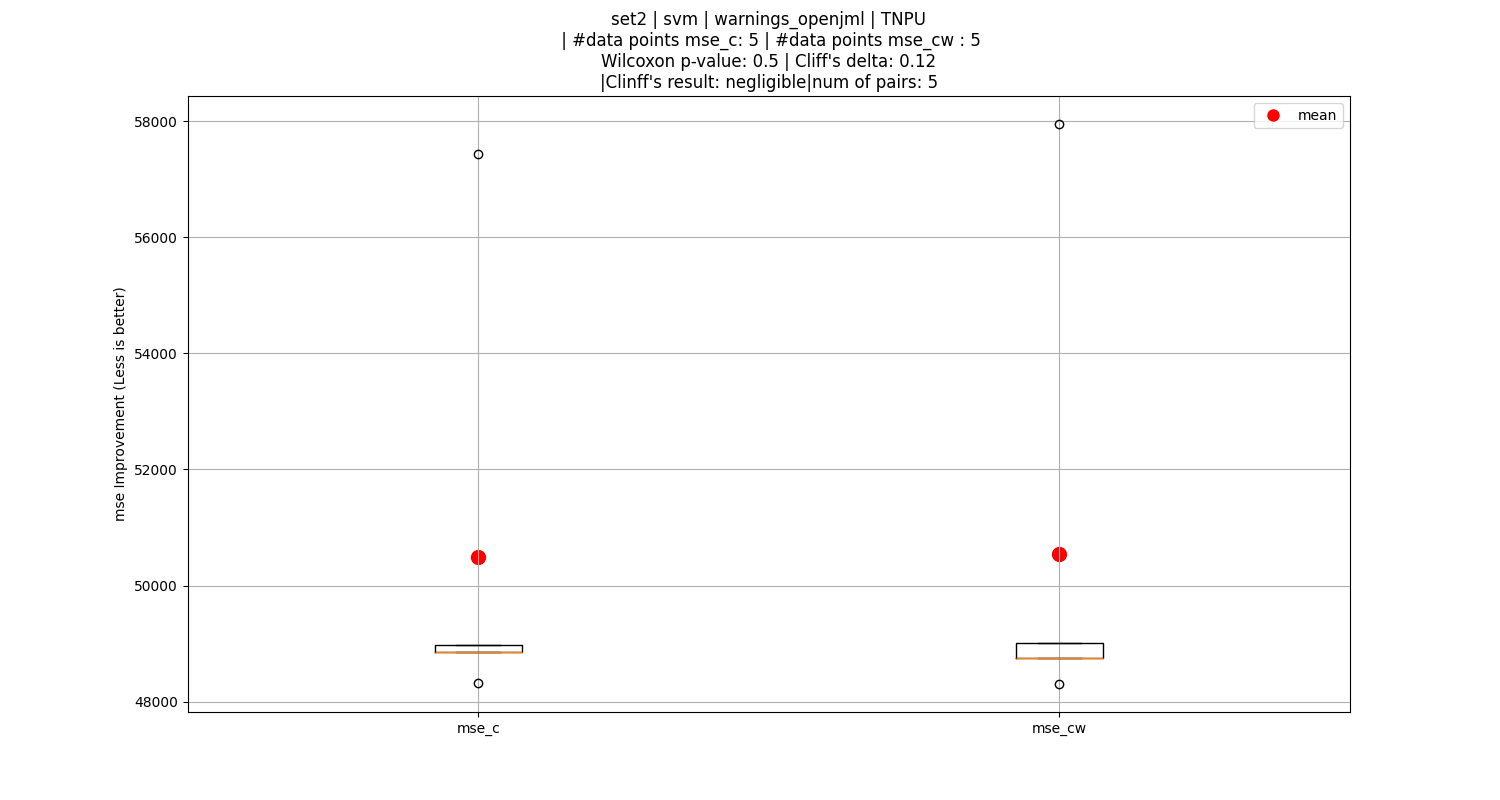 set2 | svm | warnings_openjml | TNPU
| #data points mse_c: 5 | #data points mse_cw : 5
Wilcoxon p-value: 0.5 | Cliff's delta: 0.12
|Clinff's result: negligible|num of pairs: 5
mean
58000
56000
54000
52000
50000
48000
mse Improvement (Less is better)
mse_c
mse_cw